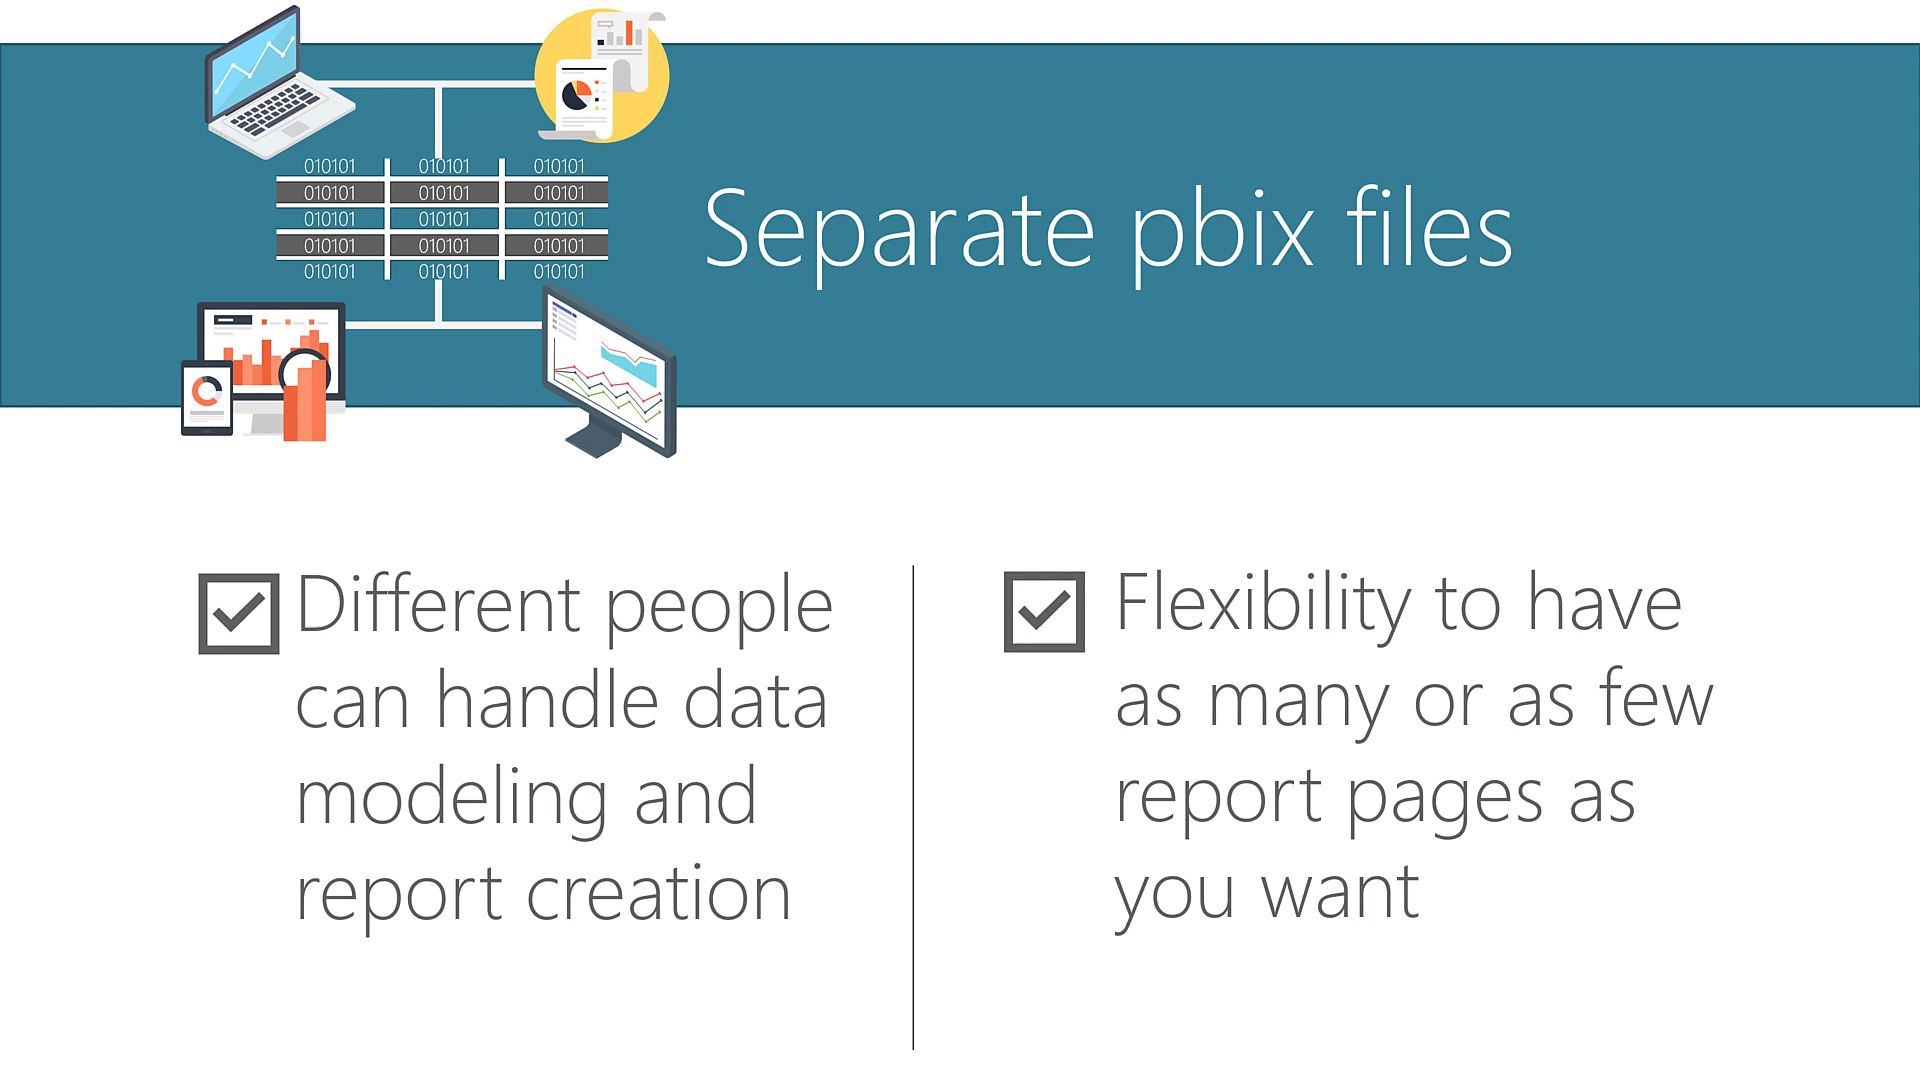 010101 010101 010101
010101 010101 010101
010101 010101 010101
010101 010101 010101
010101 010101 010101
Separate pbix files
Different people
can handle data
modeling and
report creation
Flexibility to have
as many or as few
report pages as
you want